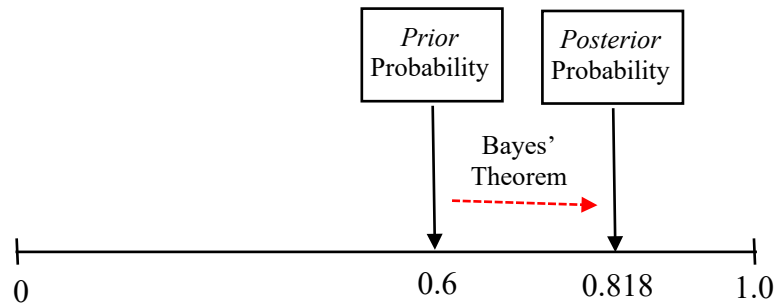 Prior
Probability
Posterior
Probability
Bayes’
Theorem
0
0.6
0.818
1.0